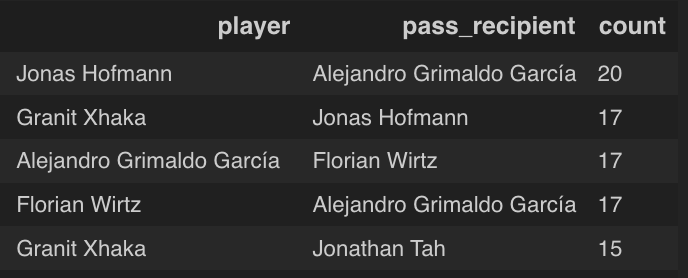 player pass_recipient count
Jonas Hofmann Alejandro Grimaldo García 20
Granit Xhaka Jonas Hofmann 17
Alejandro Grimaldo García Florian Wirtz 17
Florian Wirtz Alejandro Grimaldo García 17
Granit Xhaka Jonathan Tah 15